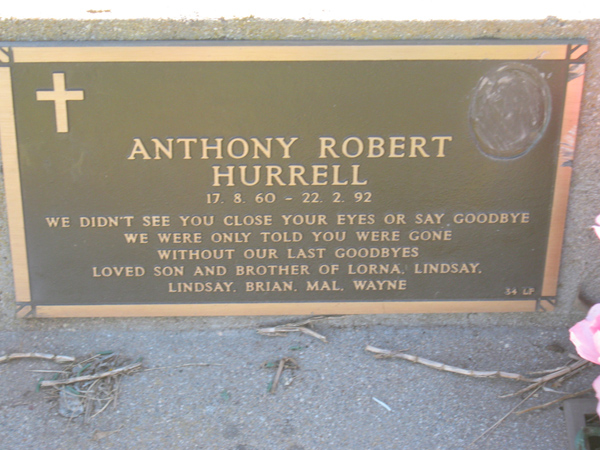 ANTHONY ROBERT
HURRELL
17. 8. 60 - 22. 2. 92
WE DIDN'T SEE YOU CLOSE YOUR EYES OR SAY GOODBYE
WE WERE ONLY TOLD YOU WERE GONE
WITHOUT OUR LAST GOODBYES
LOVED SON AND BROTHER OF LORNA, LINDSAY,
LINDSAY, BRIAN, MAL, WAYNE